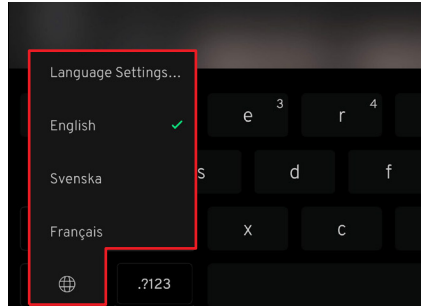 Language Settings...
English
Svenska
Français
e 3 r 4
s d f
x c
.?123